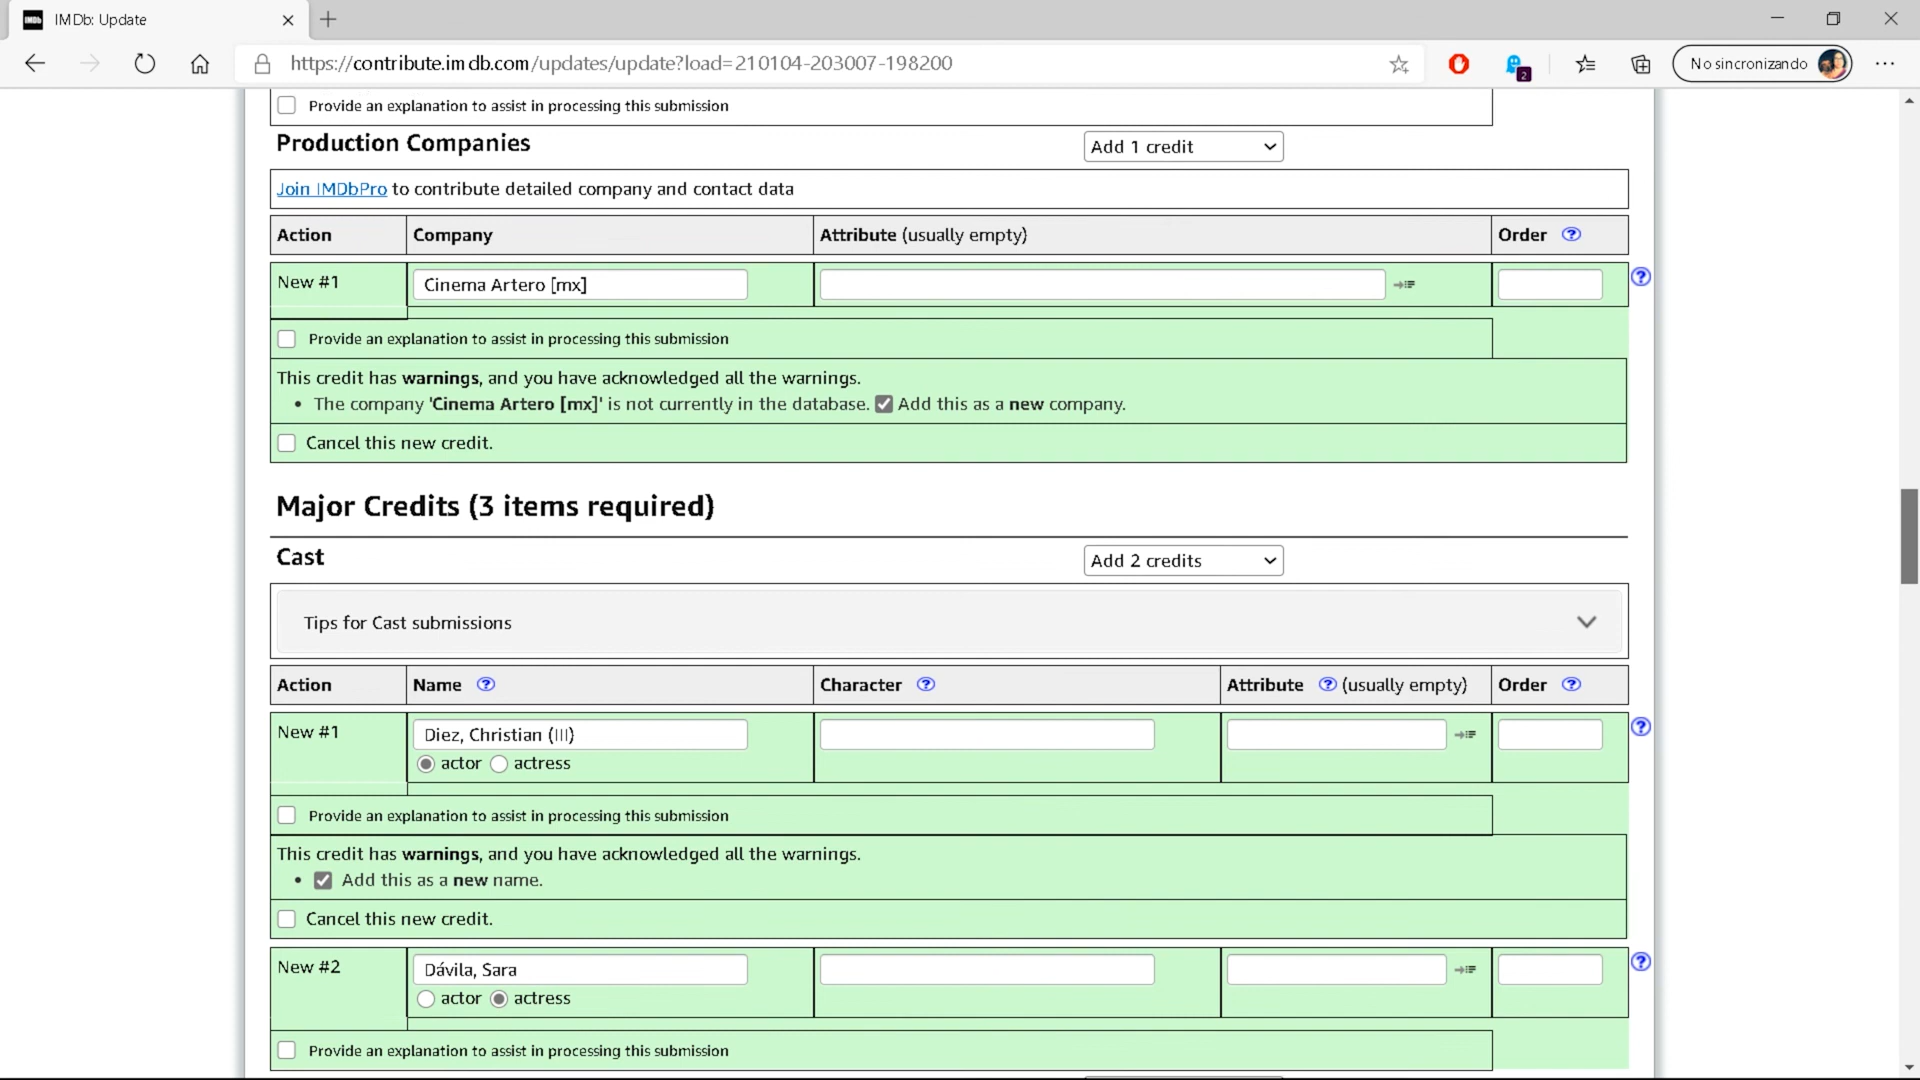 IMDb: Update
https://contribute.imdb.com/updates/update?load=210104-203007-198200
2
No sincronizando
Provide an explanation to assist in processing this submission
Production Companies
Add 1 credit
Join IMDbPro to contribute detailed company and contact data
Action Company Attribute (usually empty) Order ?
New #1 Cinema Artero [mx] ?
Provide an explanation to assist in processing this submission
This credit has warnings, and you have acknowledged all the warnings.
• The company 'Cinema Artero [mx]' is not currently in the database. Add this as a new company.
Cancel this new credit.
Major Credits (3 items required)
Cast
Add 2 credits
Tips for Cast submissions
Action Name ? Character ? Attribute ? (usually empty) Order ?
New #1 Diez, Christian (III) ?
actor actress
Provide an explanation to assist in processing this submission
This credit has warnings, and you have acknowledged all the warnings.
• Add this as a new name.
Cancel this new credit.
New #2 Dávila, Sara ?
actor actress
Provide an explanation to assist in processing this submission